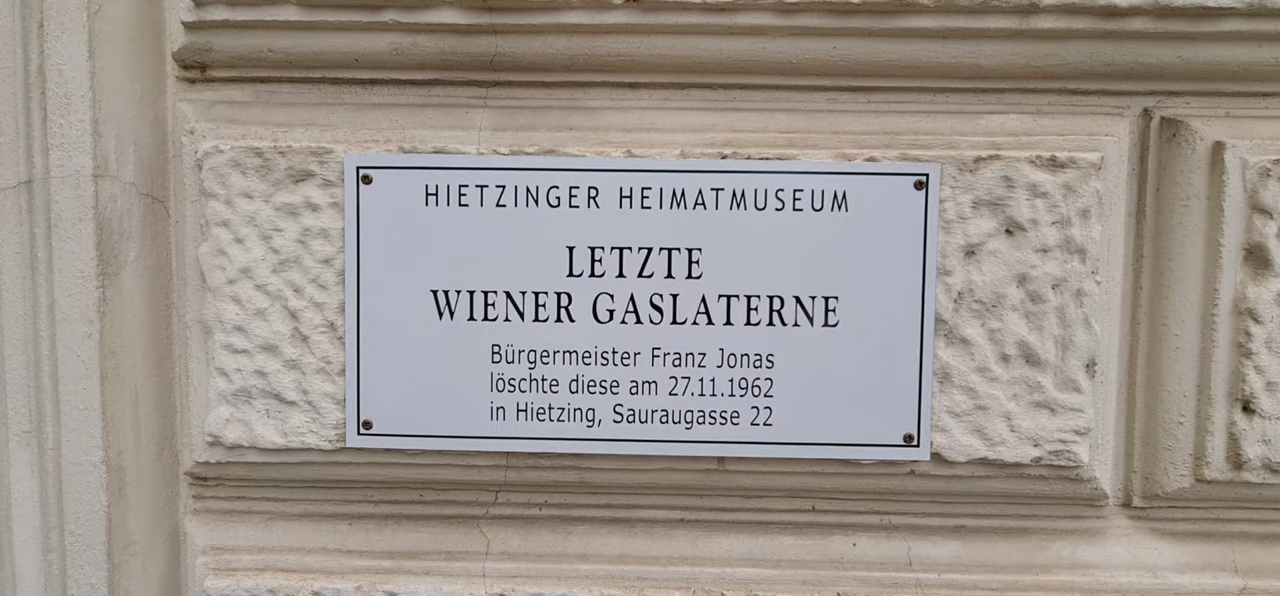 HIETZINGER HEIMATMUSEUM
LETZTE
WIENER GASLATERNE
Bürgermeister Franz Jonas
löschte diese am 27.11.1962
in Hietzing, Sauraugasse 22